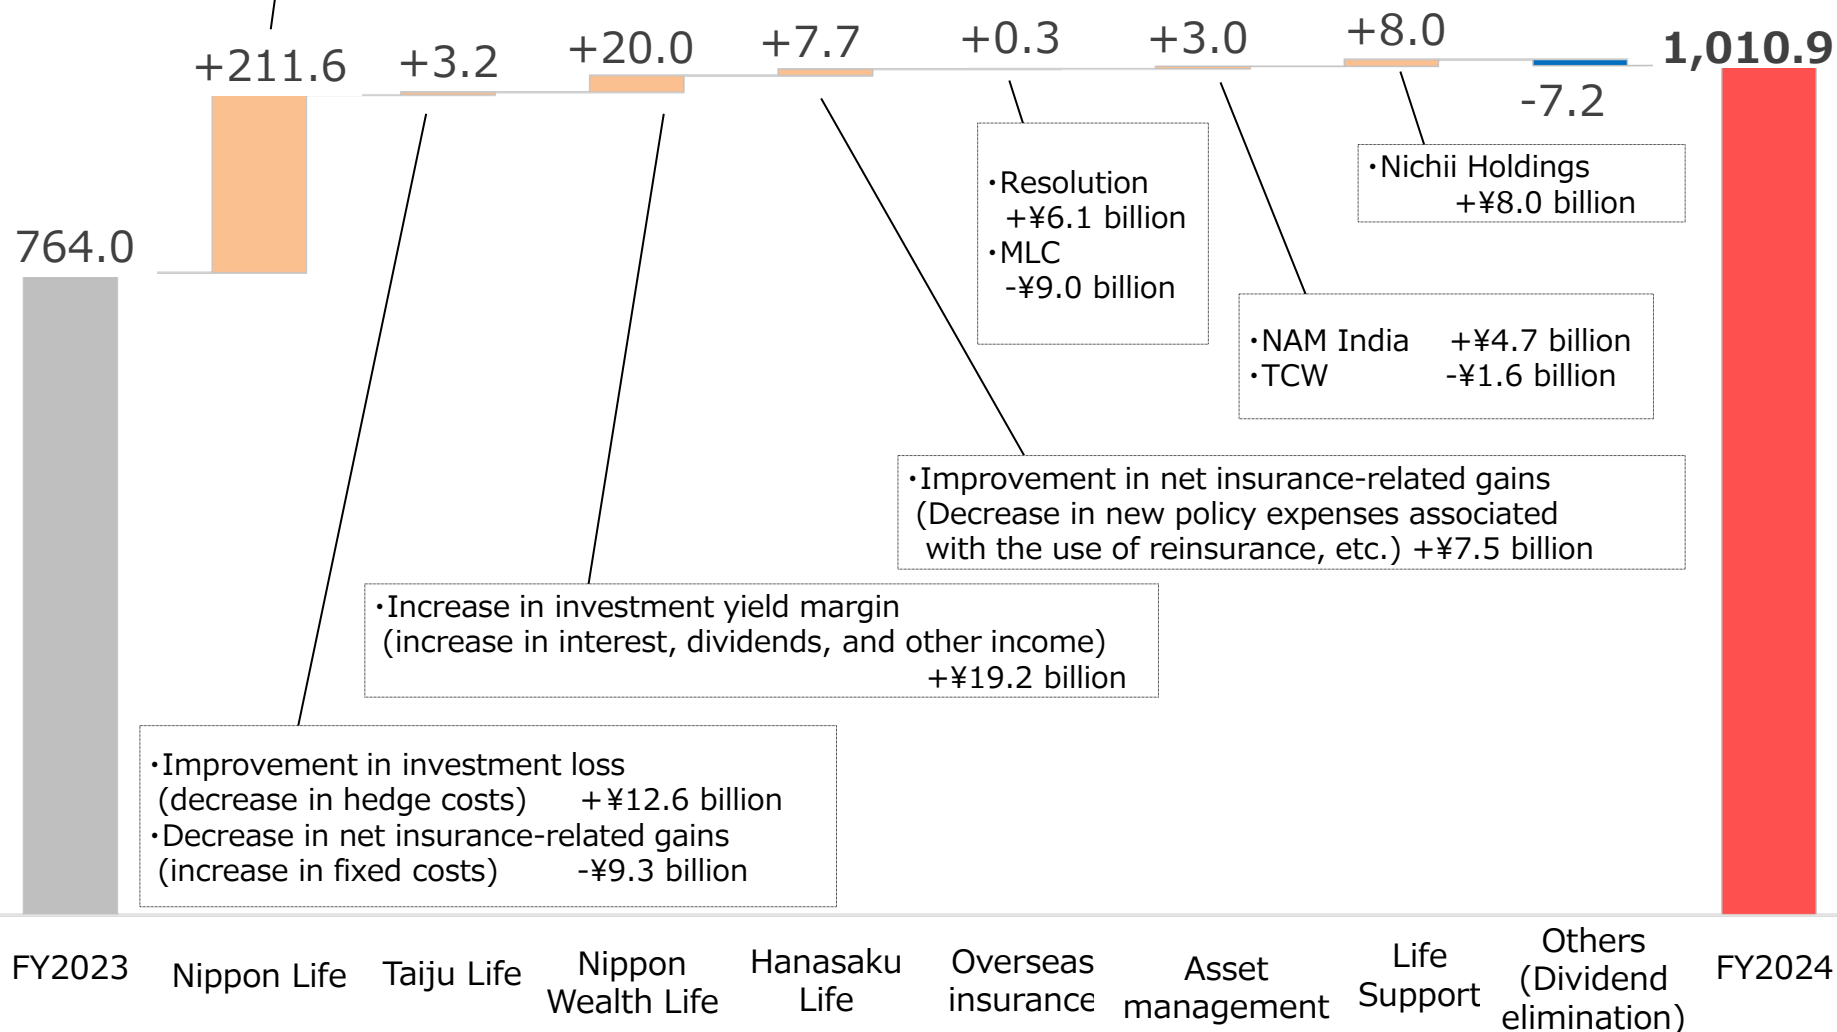 +211.6
+3.2
+20.0
+7.7
+0.3
+3.0
+8.0
-7.2
1,010.9
764.0
・Resolution
+¥6.1 billion
・MLC
-¥9.0 billion
・Nichii Holdings
+¥8.0 billion
・NAM India +¥4.7 billion
・TCW -¥1.6 billion
・Improvement in net insurance-related gains
(Decrease in new policy expenses associated
with the use of reinsurance, etc.) +¥7.5 billion
・Increase in investment yield margin
(increase in interest, dividends, and other income)
+¥19.2 billion
・Improvement in investment loss
(decrease in hedge costs) +¥12.6 billion
・Decrease in net insurance-related gains
(increase in fixed costs) -¥9.3 billion
FY2023
Nippon Life
Taiju Life
Nippon
Wealth Life
Hanasaku
Life
Overseas
insurance
Asset
management
Life
Support
Others
(Dividend
elimination)
FY2024